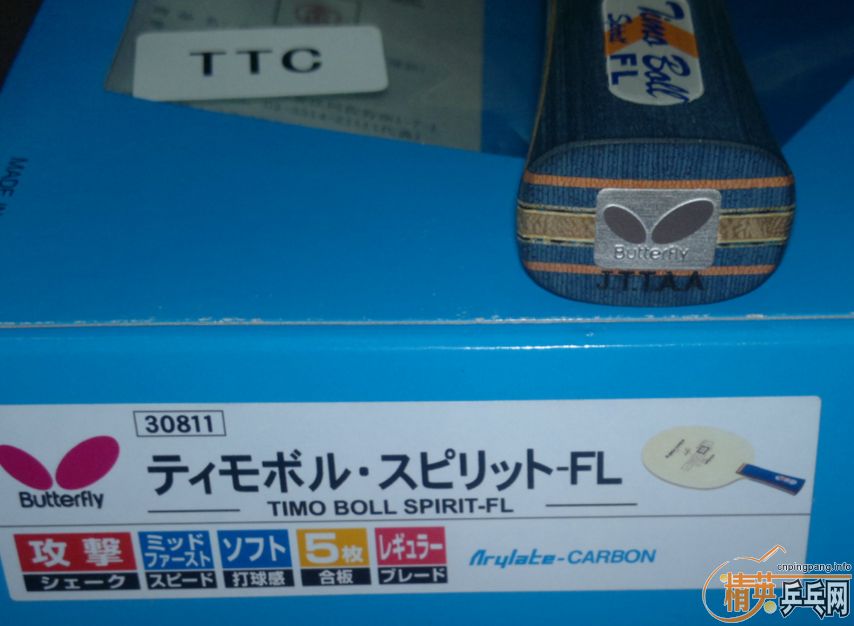 TTC
Timo Boll
Spirit
FL
MADE IN
Butterfly
J.T.T.A.A
30811
Butterfly
ティモボル・スピリット-FL
TIMO BOLL SPIRIT-FL
攻撃
シェーク
ミッド
ファースト
スピード
ソフト
打球感
5枚
合板
レギュラー
ブレード
Arylate-CARBON
cnpingpang.info
精英乒乓网